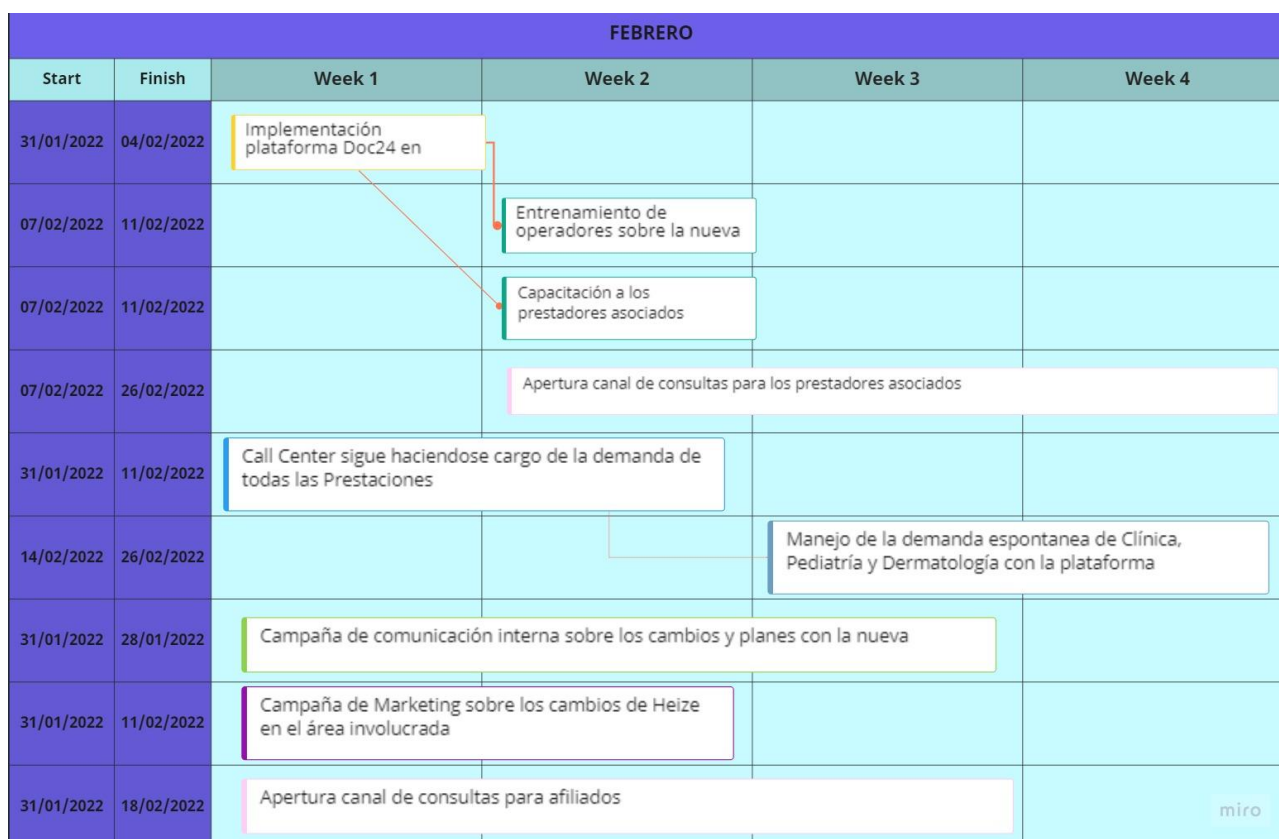 FEBRERO
Start Finish Week 1 Week 2 Week 3 Week 4
31/01/2022 04/02/2022 Implementación
plataforma Doc24 en
07/02/2022 11/02/2022 Entrenamiento de
operadores sobre la nueva
07/02/2022 11/02/2022 Capacitación a los
prestadores asociados
07/02/2022 26/02/2022 Apertura canal de consultas para los prestadores asociados
31/01/2022 11/02/2022 Call Center sigue haciendose cargo de la demanda de
todas las Prestaciones
14/02/2022 26/02/2022 Manejo de la demanda espontanea de Clínica,
Pediatría y Dermatología con la plataforma
31/01/2022 28/01/2022 Campaña de comunicación interna sobre los cambios y planes con la nueva
31/01/2022 11/02/2022 Campaña de Marketing sobre los cambios de Heize
en el área involucrada
31/01/2022 18/02/2022 Apertura canal de consultas para afiliados
miro